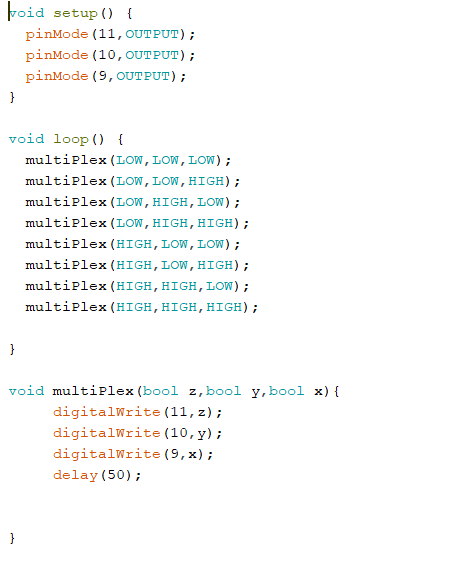 void setup() {
  pinMode(11,OUTPUT);
  pinMode(10,OUTPUT);
  pinMode(9,OUTPUT);
}
void loop() {
  multiPlex(LOW,LOW,LOW);
  multiPlex(LOW,LOW,HIGH);
  multiPlex(LOW,HIGH,LOW);
  multiPlex(LOW,HIGH,HIGH);
  multiPlex(HIGH,LOW,LOW);
  multiPlex(HIGH,LOW,HIGH);
  multiPlex(HIGH,HIGH,LOW);
  multiPlex(HIGH,HIGH,HIGH);
}
void multiPlex(bool z,bool y,bool x){
     digitalWrite(11,z);
     digitalWrite(10,y);
     digitalWrite(9,x);
     delay(50);
}